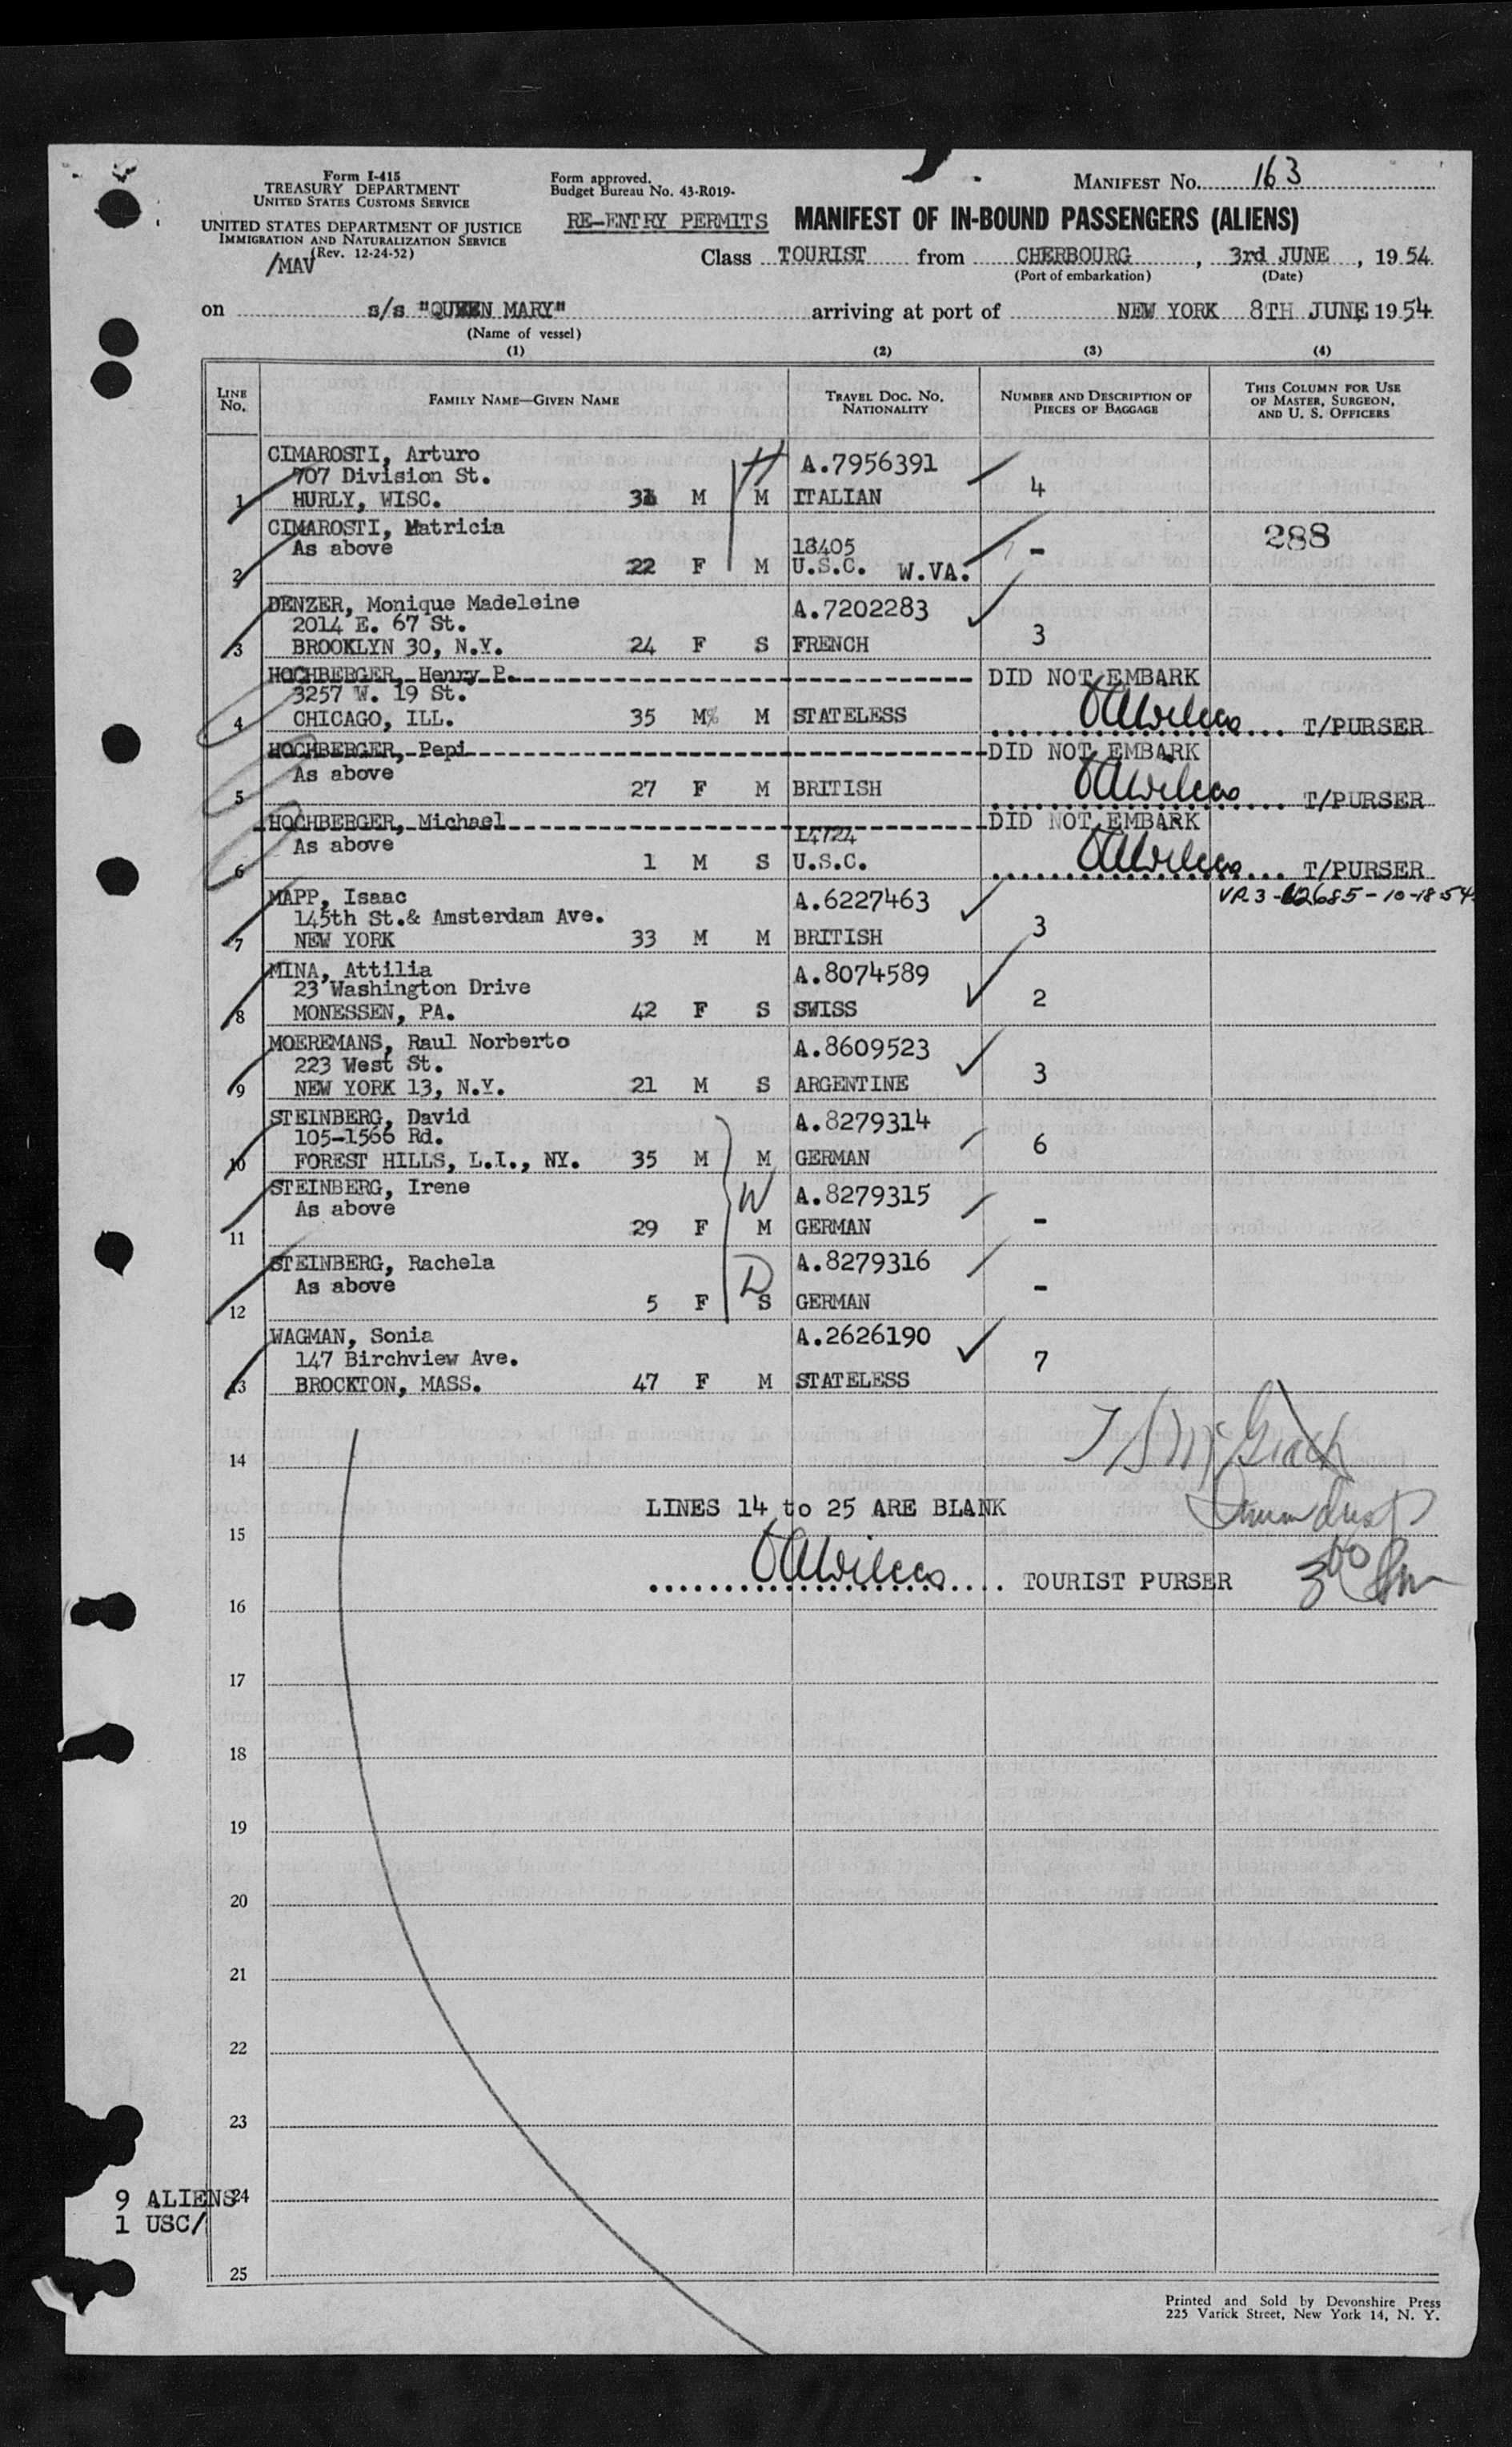 Form I-415
TREASURY DEPARTMENT
UNITED STATES CUSTOMS SERVICE
UNITED STATES DEPARTMENT OF JUSTICE
IMMIGRATION AND NATURALIZATION SERVICE
(Rev. 12-24-52)
/MAV
Form approved.
Budget Bureau No. 43-R019-
MANIFEST No. 163
RE-ENTRY PERMITS MANIFEST OF IN-BOUND PASSENGERS (ALIENS)
Class TOURIST from CHERBOURG, 3rd JUNE, 1954
(Port of embarkation) (Date)
on s/s "QUEEN MARY" arriving at port of NEW YORK 8TH JUNE 1954
(Name of vessel)
(1) (2) (3) (4)
LINE No. FAMILY NAME—GIVEN NAME TRAVEL DOC. NO. NATIONALITY NUMBER AND DESCRIPTION OF PIECES OF BAGGAGE THIS COLUMN FOR USE OF MASTER, SURGEON, AND U. S. OFFICERS
CIMAROSTI, Arturo A.7956391
707 Division St.
1 HURLY, WISC. M M ITALIAN 4
H
CIMAROSTI, Matricia 288
As above 18405
2 22 F M U.S.C. W.VA. -
DENZER, Monique Madeleine A.7202283
2014 E. 67 St.
3 BROOKLYN 30, N.Y. 24 F S FRENCH 3
HOCHBERGER, Henry P. DID NOT EMBARK
3257 W. 19 St.
4 CHICAGO, ILL. 35 M M STATELESS T/PURSER
HOCHBERGER, Pepi DID NOT EMBARK
As above
5 27 F M BRITISH T/PURSER
HOCHBERGER, Michael DID NOT EMBARK
As above 14724
6 1 M S U.S.C. T/PURSER
MAPP, Isaac A.6227463
145th St.& Amsterdam Ave.
7 NEW YORK 33 M M BRITISH 3
MINA, Attilia A.8074589
23 Washington Drive
8 MONESSEN, PA. 42 F S SWISS 2
MOEREMANS, Raul Norberto A.8609523
223 West St.
9 NEW YORK 13, N.Y. 21 M S ARGENTINE 3
STEINBERG, David A.8279314
105-1566 Rd.
10 FOREST HILLS, L.I., NY. 35 M M GERMAN 6
STEINBERG, Irene W A.8279315
As above
11 29 F M GERMAN -
STEINBERG, Rachela A.8279316
As above D
12 5 F S GERMAN -
WAGMAN, Sonia A.2626190
147 Birchview Ave.
13 BROCKTON, MASS. 47 F M STATELESS 7
14
LINES 14 to 25 ARE BLANK
15
TOURIST PURSER
16
17
18
19
20
21
22
23
9 ALIENS 24
1 USC/
25
Printed and Sold by Devonshire Press
225 Varick Street, New York 14, N. Y.